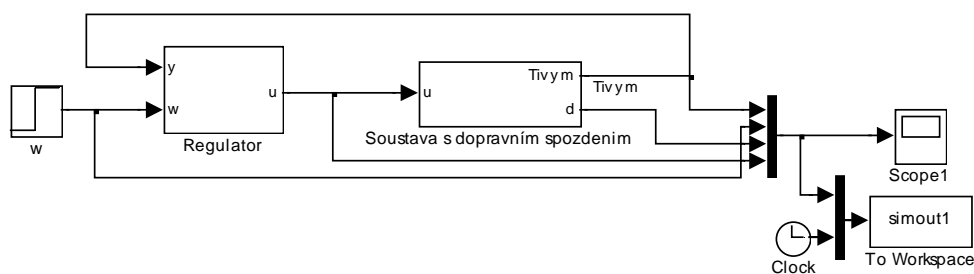 y
w
u
Regulator
w
u
Tivym
d
Tivym
Soustava s dopravním spozdenim
Scope1
simout1
To Workspace
Clock